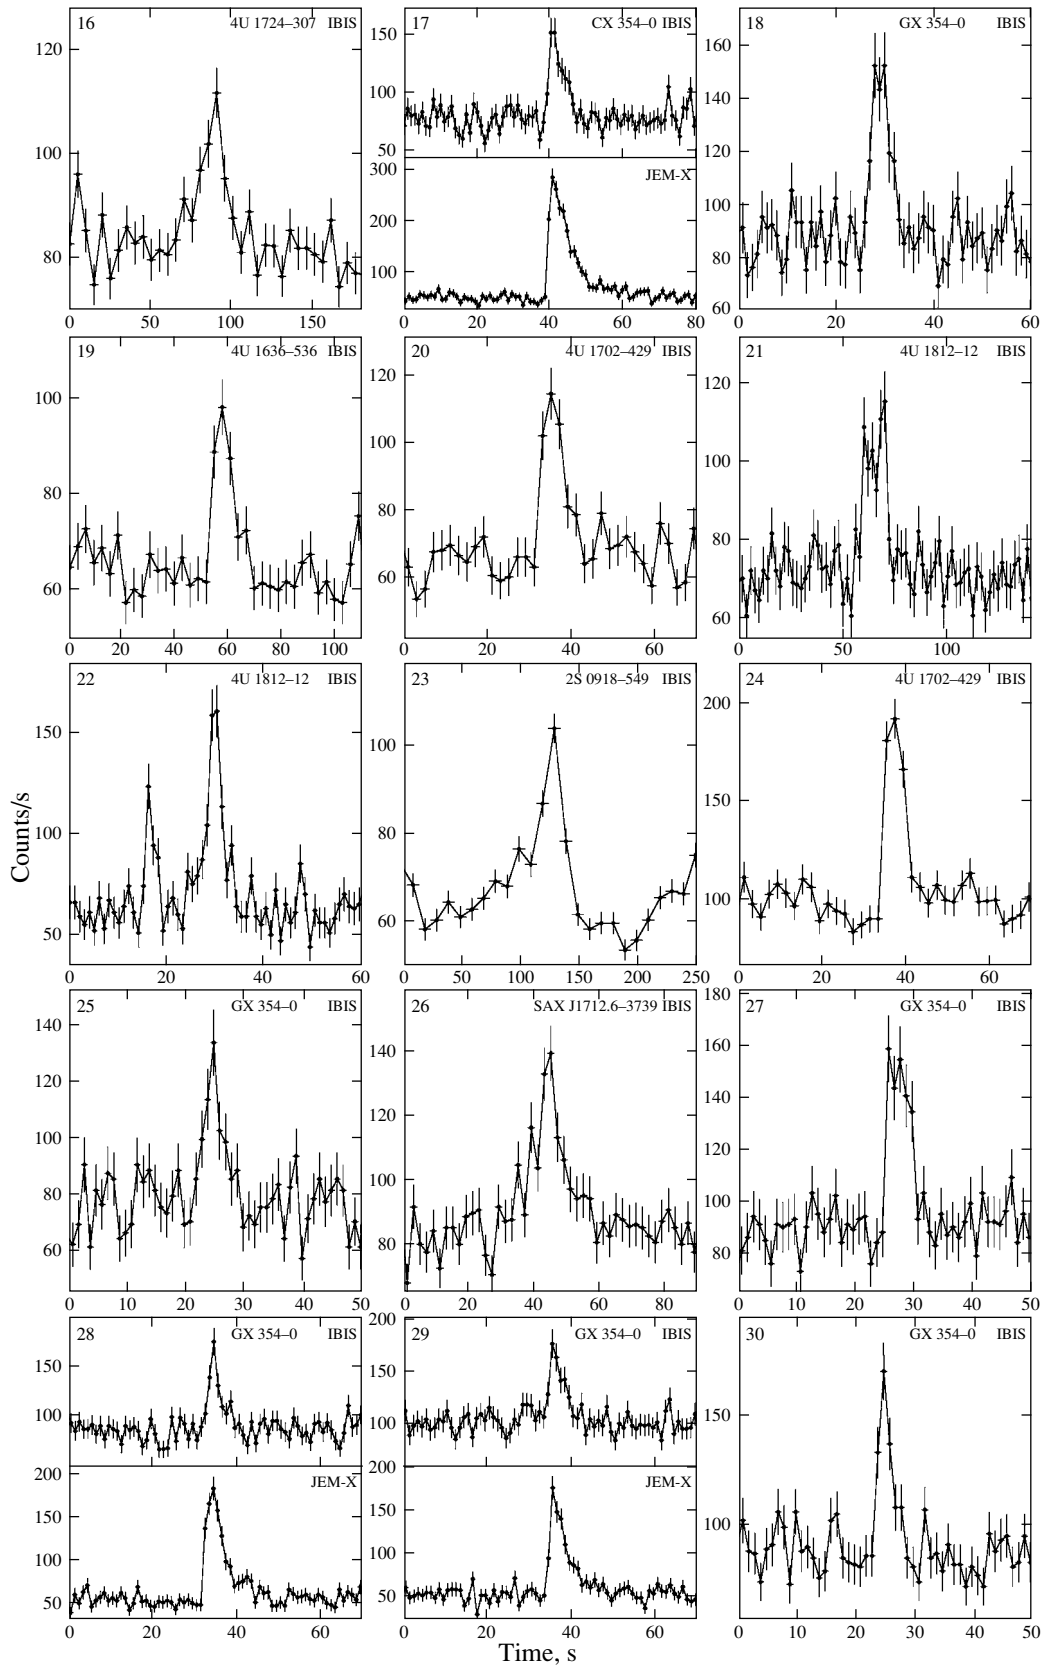 16 4U 1724–307 IBIS
120
100
80
0 50 100 150
17 CX 354–0 IBIS
150
100
50
JEM-X
300
200
100
0 20 40 60 80
18 GX 354–0 IBIS
160
140
120
100
80
60
0 20 40 60
19 4U 1636–536 IBIS
100
80
60
0 20 40 60 80 100
20 4U 1702–429 IBIS
120
100
80
60
0 20 40 60
21 4U 1812–12 IBIS
120
100
80
60
0 50 100
22 4U 1812–12 IBIS
150
100
50
0 20 40 60
23 2S 0918–549 IBIS
100
80
60
0 50 100 150 200 250
24 4U 1702–429 IBIS
200
150
100
0 20 40 60
25 GX 354–0 IBIS
140
120
100
80
60
0 10 20 30 40 50
26 SAX J1712.6–3739 IBIS
140
120
100
80
0 20 40 60 80
27 GX 354–0 IBIS
180
160
140
120
100
80
0 10 20 30 40 50
28 GX 354–0 IBIS
150
100
JEM-X
200
150
100
50
0 20 40 60
29 GX 354–0 IBIS
200
150
100
JEM-X
200
150
100
50
0 20 40 60
30 GX 354–0 IBIS
150
100
0 10 20 30 40 50
Counts/s
Time, s